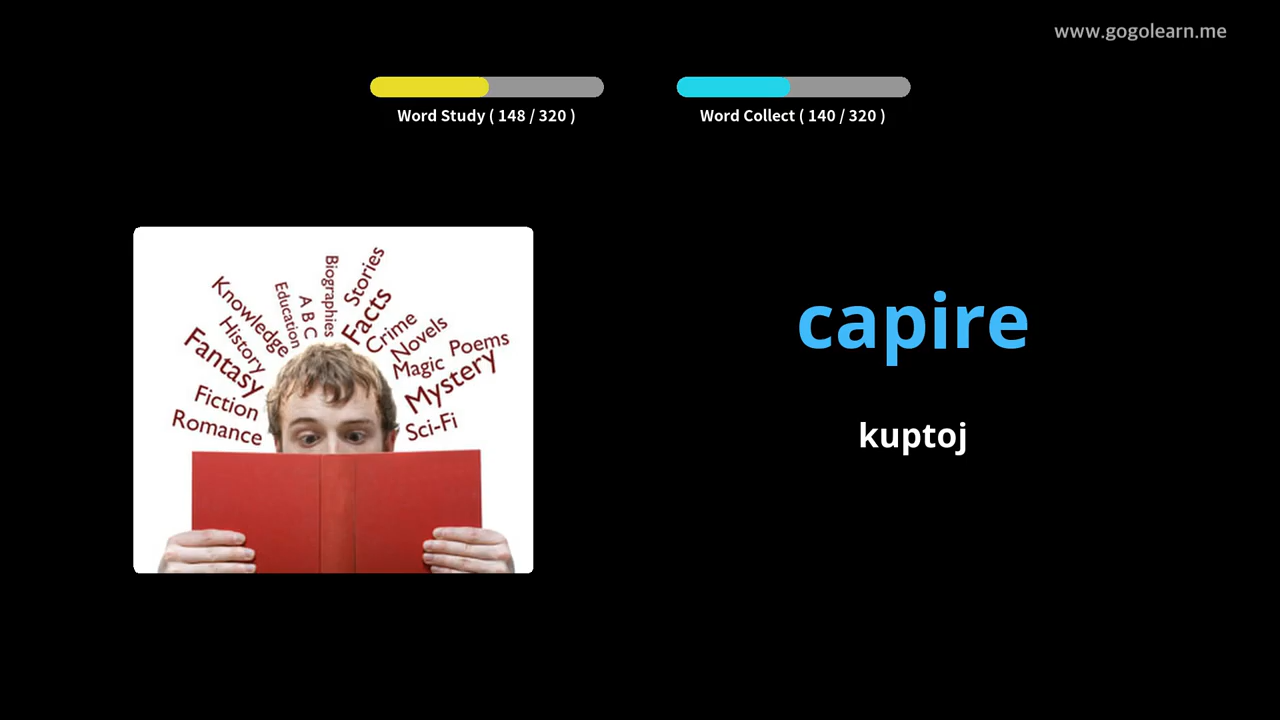 www.gogolearn.me
Word Study ( 148 / 320 )
Word Collect ( 140 / 320 )
Biographies
Stories
Education
A B C
Facts
Knowledge
Crime
History
Novels
Poems
Fantasy
Magic
Mystery
Fiction
Sci-Fi
Romance
capire
kuptoj